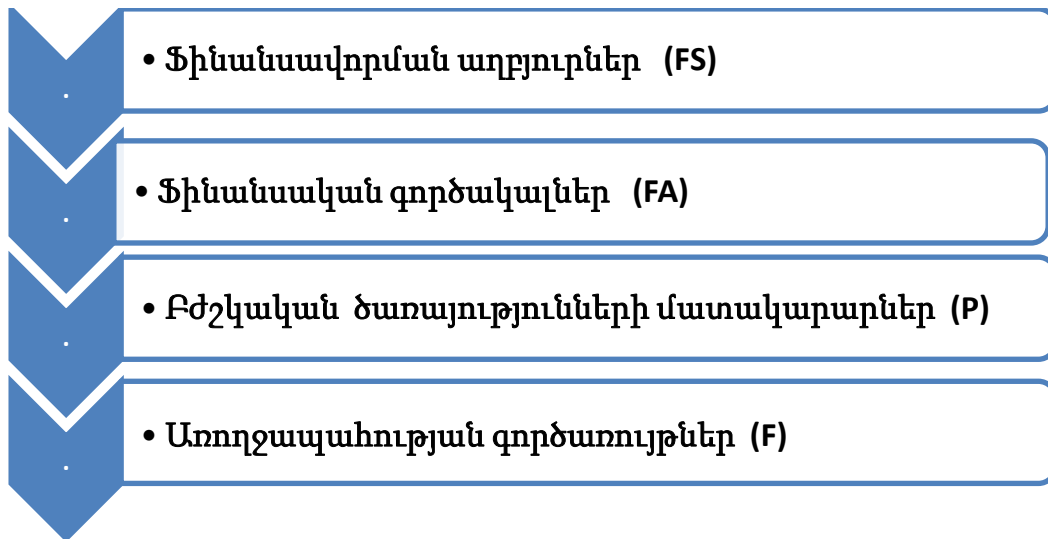 • Ֆինանսավորման աղբյուրներ (FS)
• Ֆինանսական գործակալներ (FA)
• Բժշկական ծառայությունների մատակարարներ (P)
• Առողջապահության գործառույթներ (F)